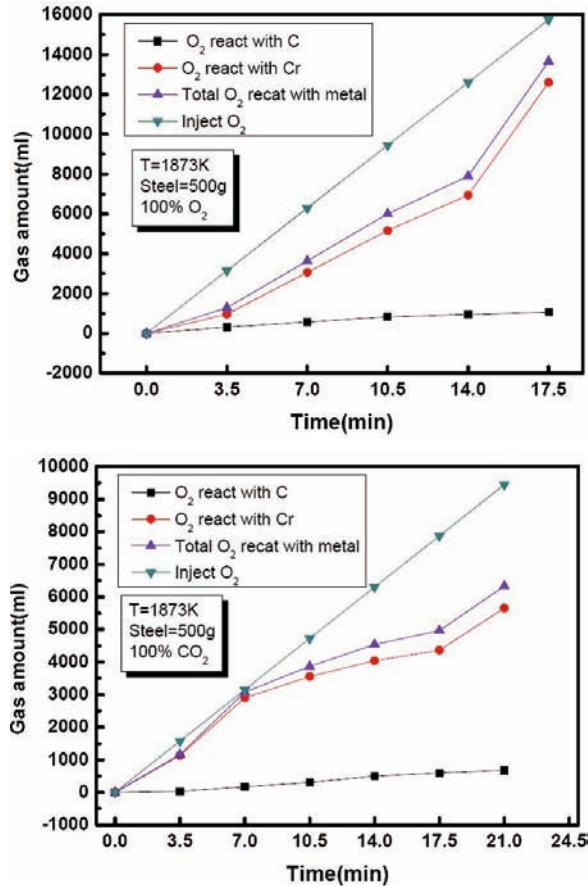 16000
14000
12000
10000
8000
6000
4000
2000
0
-2000
Gas amount(ml)
O2 react with C
O2 react with Cr
Total O2 recat with metal
Inject O2
T=1873K
Steel=500g
100% O2
0.0 3.5 7.0 10.5 14.0 17.5
Time(min)
10000
9000
8000
7000
6000
5000
4000
3000
2000
1000
0
-1000
Gas amount(ml)
O2 react with C
O2 react with Cr
Total O2 recat with metal
Inject O2
T=1873K
Steel=500g
100% CO2
0.0 3.5 7.0 10.5 14.0 17.5 21.0 24.5
Time(min)